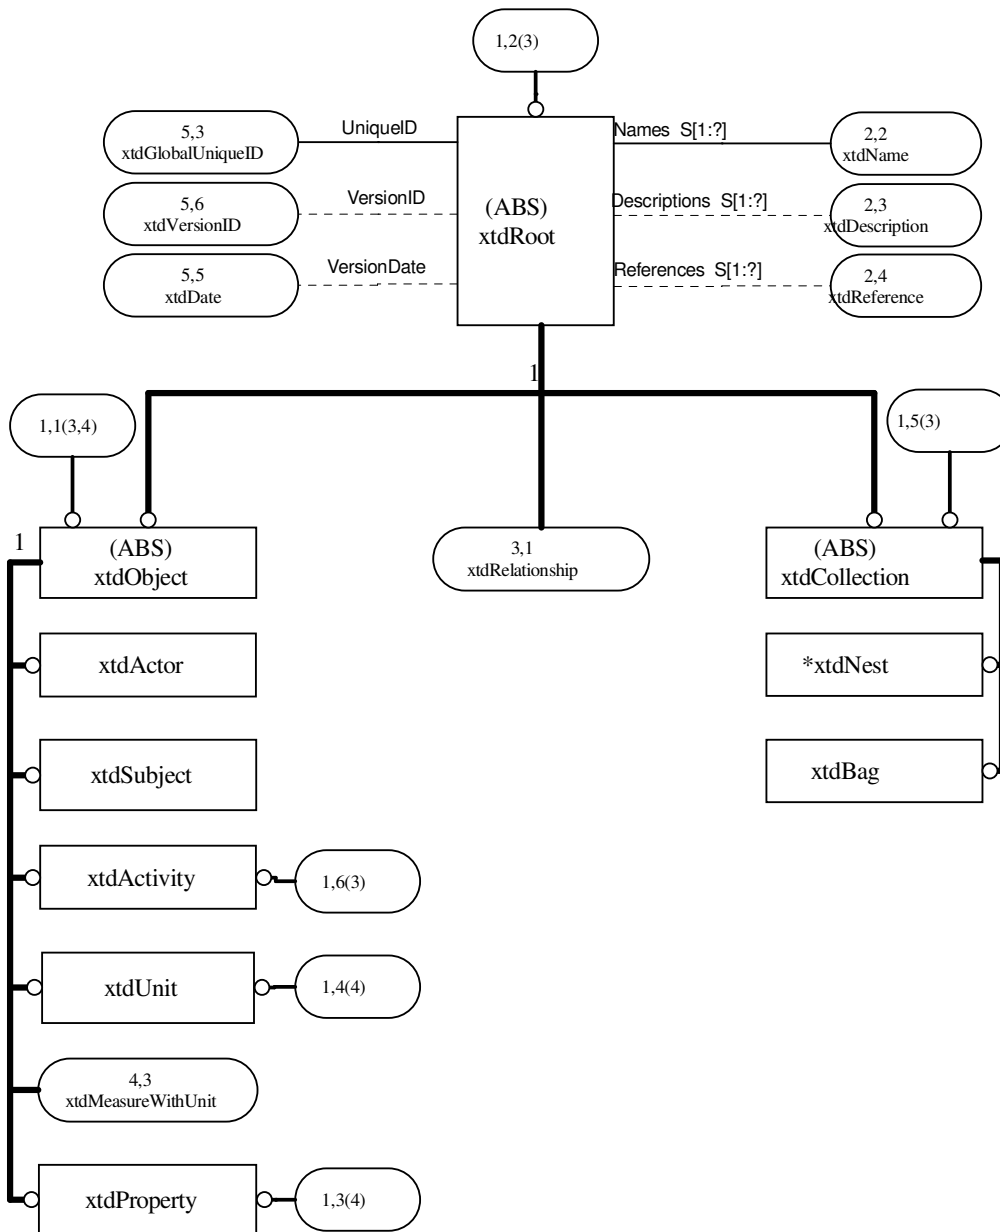 1,2(3)
5,3
xtdGlobalUniqueID
UniqueID
Names S[1:?]
2,2
xtdName
5,6
xtdVersionID
VersionID
(ABS)
xtdRoot
Descriptions S[1:?]
2,3
xtdDescription
5,5
xtdDate
VersionDate
References S[1:?]
2,4
xtdReference
1
1,1(3,4)
1,5(3)
1
(ABS)
xtdObject
3,1
xtdRelationship
(ABS)
xtdCollection
xtdActor
*xtdNest
xtdSubject
xtdBag
xtdActivity
1,6(3)
xtdUnit
1,4(4)
4,3
xtdMeasureWithUnit
xtdProperty
1,3(4)